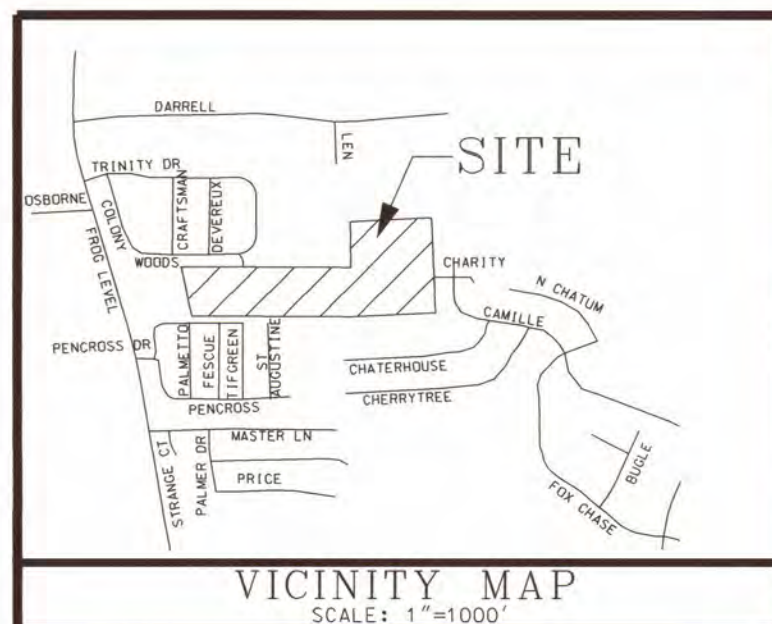 DARRELL
LEN
SITE
TRINITY DR
OSBORNE
COLONY
CRAFTSMAN
DEVEREUX
FROG LEVEL
WOODS
CHARITY
N CHATUM
CAMILLE
PENCROSS DR
PALMETTO
FESCUE
TIFGREEN
ST
AUGUSTINE
CHATERHOUSE
PENCROSS
CHERRYTREE
MASTER LN
STRANGE CT
PALMER DR
PRICE
BUGLE
FOX CHASE
VICINITY MAP
SCALE: 1"=1000'